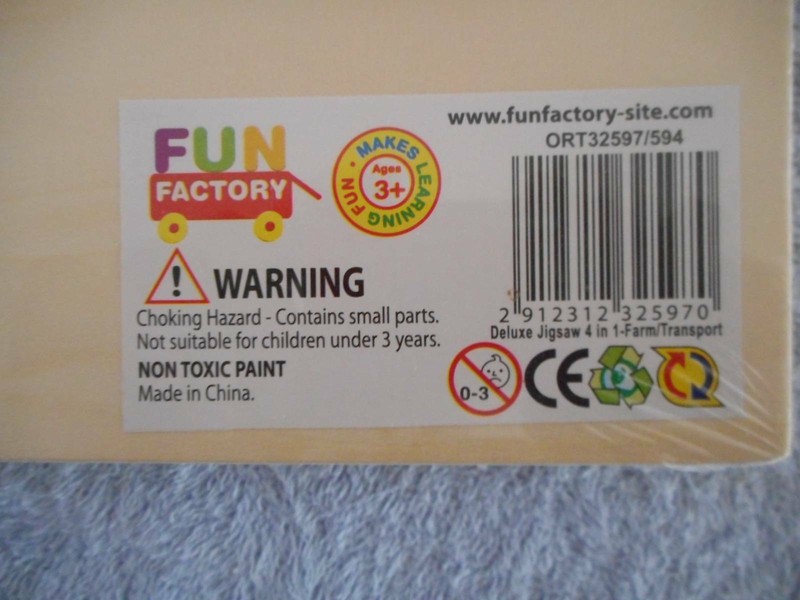 FUN
FACTORY
MAKES LEARNING FUN
Ages
3+
www.funfactory-site.com
ORT32597/594
2 912312 325970
Deluxe Jigsaw 4 in 1-Farm/Transport
! WARNING
Choking Hazard - Contains small parts.
Not suitable for children under 3 years.
NON TOXIC PAINT
Made in China.
0-3
CE